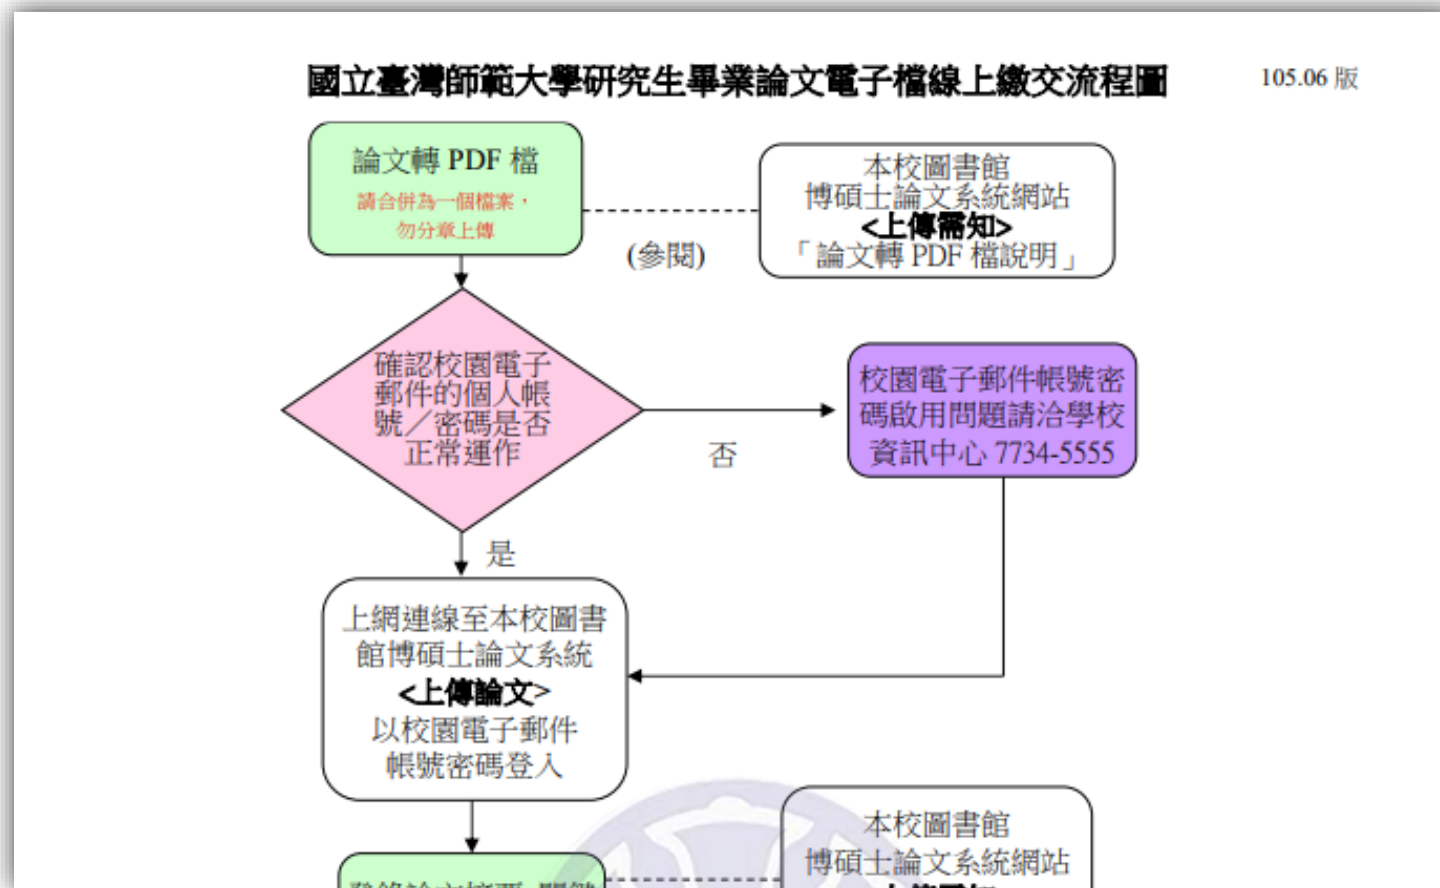 國立臺灣師範大學研究生畢業論文電子檔線上繳交流程圖
105.06 版
論文轉 PDF 檔
請合併為一個檔案，
勿分章上傳
(參閱)
本校圖書館
博碩士論文系統網站
<上傳需知>
「論文轉 PDF 檔說明」
確認校園電子
郵件的個人帳
號／密碼是否
正常運作
否
校園電子郵件帳號密
碼啟用問題請洽學校
資訊中心 7734-5555
是
上網連線至本校圖書
館博碩士論文系統
<上傳論文>
以校園電子郵件
帳號密碼登入
本校圖書館
博碩士論文系統網站